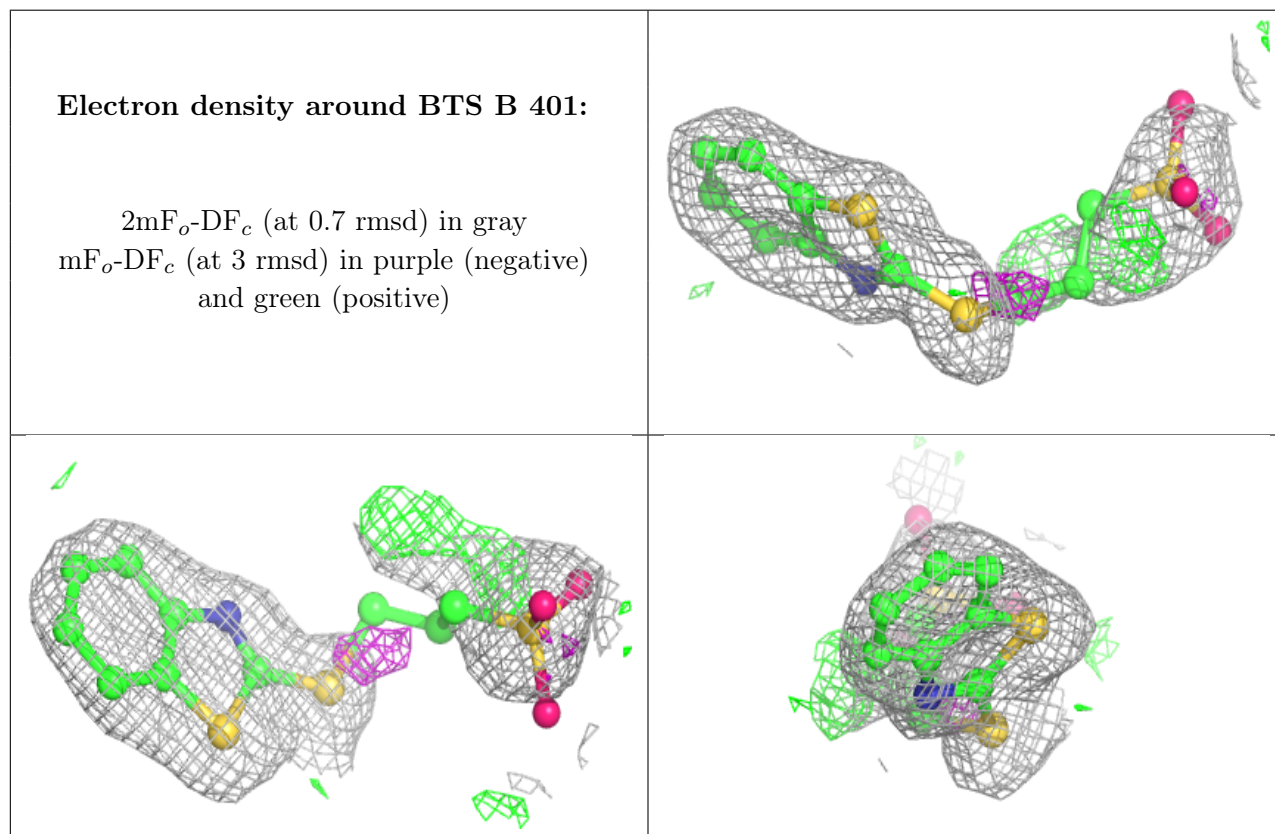 Electron density around BTS B 401:
2mFo-DFc (at 0.7 rmsd) in gray
mFo-DFc (at 3 rmsd) in purple (negative)
and green (positive)